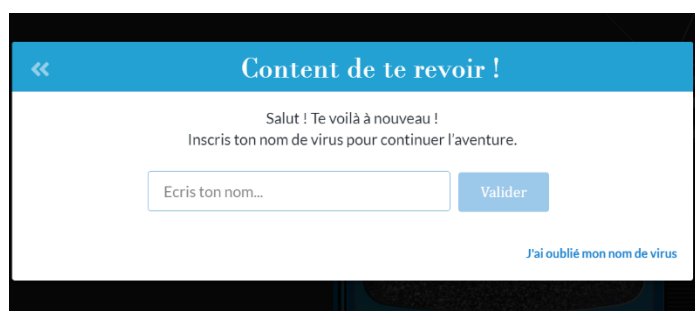 Content de te revoir !
Salut ! Te voilà à nouveau !
Inscris ton nom de virus pour continuer l'aventure.
Ecris ton nom...
Valider
J'ai oublié mon nom de virus